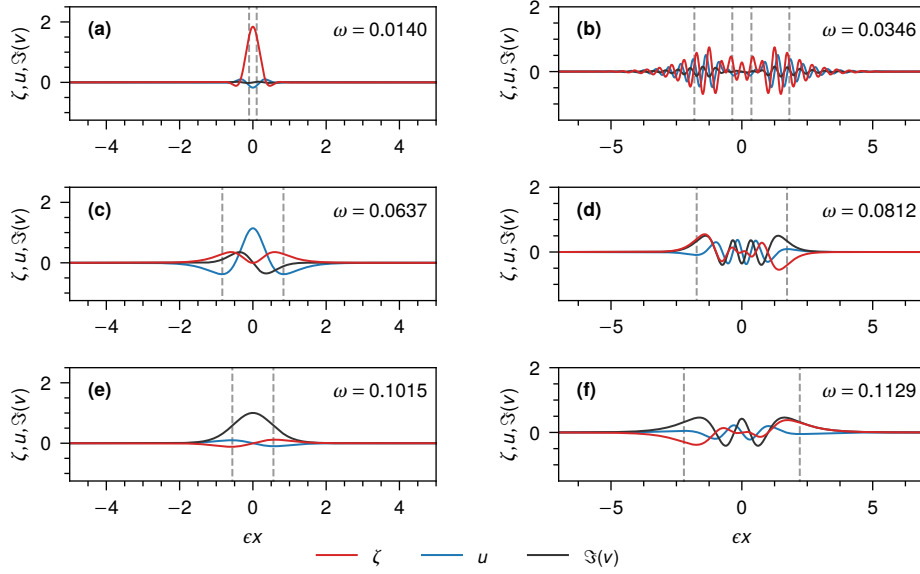 (a) ω = 0.0140
ζ, u, ℑ(v)
2
0
−4 −2 0 2 4
(b) ω = 0.0346
ζ, u, ℑ(v)
2
0
−5 0 5
(c) ω = 0.0637
ζ, u, ℑ(v)
2
0
−4 −2 0 2 4
(d) ω = 0.0812
ζ, u, ℑ(v)
2
0
−5 0 5
(e) ω = 0.1015
ζ, u, ℑ(v)
2
0
−4 −2 0 2 4
ϵx
(f) ω = 0.1129
ζ, u, ℑ(v)
2
0
−5 0 5
ϵx
ζ u ℑ(v)